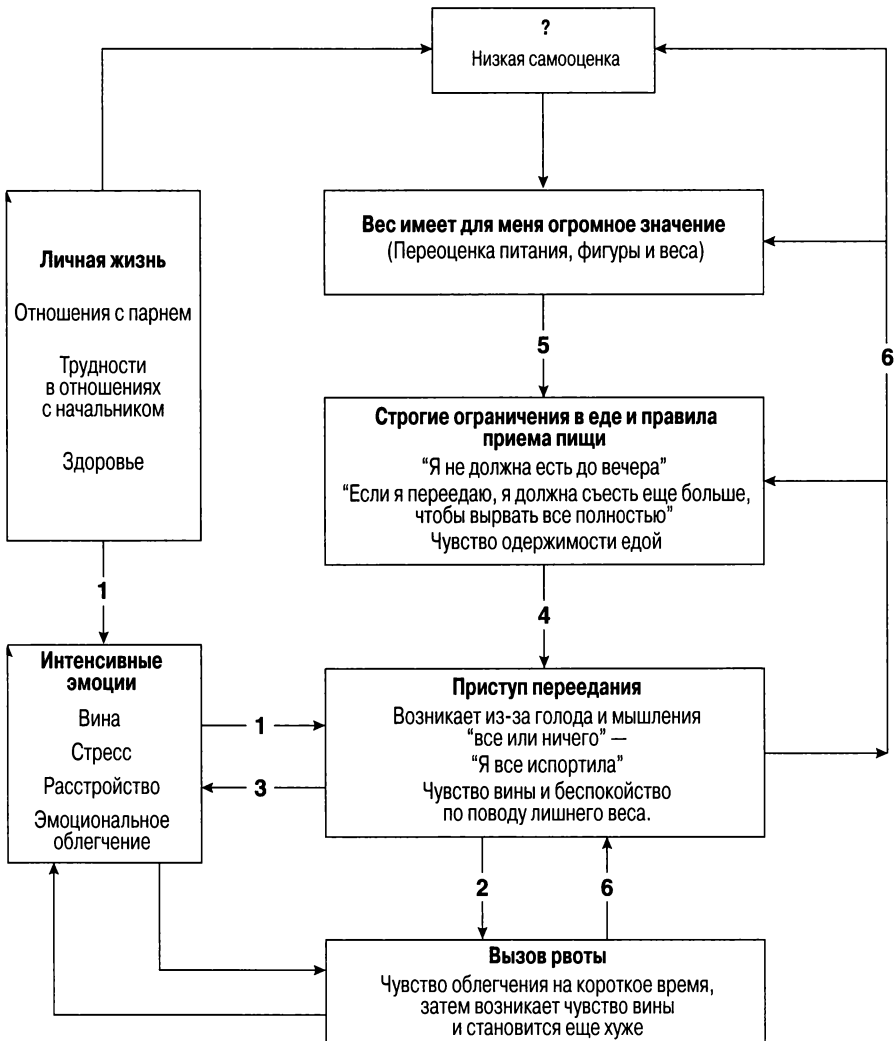 ?
Низкая самооценка
Вес имеет для меня огромное значение
(Переоценка питания, фигуры и веса)
Личная жизнь
Отношения с парнем
Трудности
в отношениях
с начальником
Здоровье
5
6
Строгие ограничения в еде и правила
приема пищи
“Я не должна есть до вечера”
“Если я переедаю, я должна съесть еще больше,
чтобы вырвать все полностью”
Чувство одержимости едой
1
4
Интенсивные
эмоции
Вина
Стресс
Расстройство
Эмоциональное
облегчение
1
3
Приступ переедания
Возникает из-за голода и мышления
“все или ничего” —
“Я все испортила”
Чувство вины и беспокойство
по поводу лишнего веса.
2
6
Вызов рвоты
Чувство облегчения на короткое время,
затем возникает чувство вины
и становится еще хуже